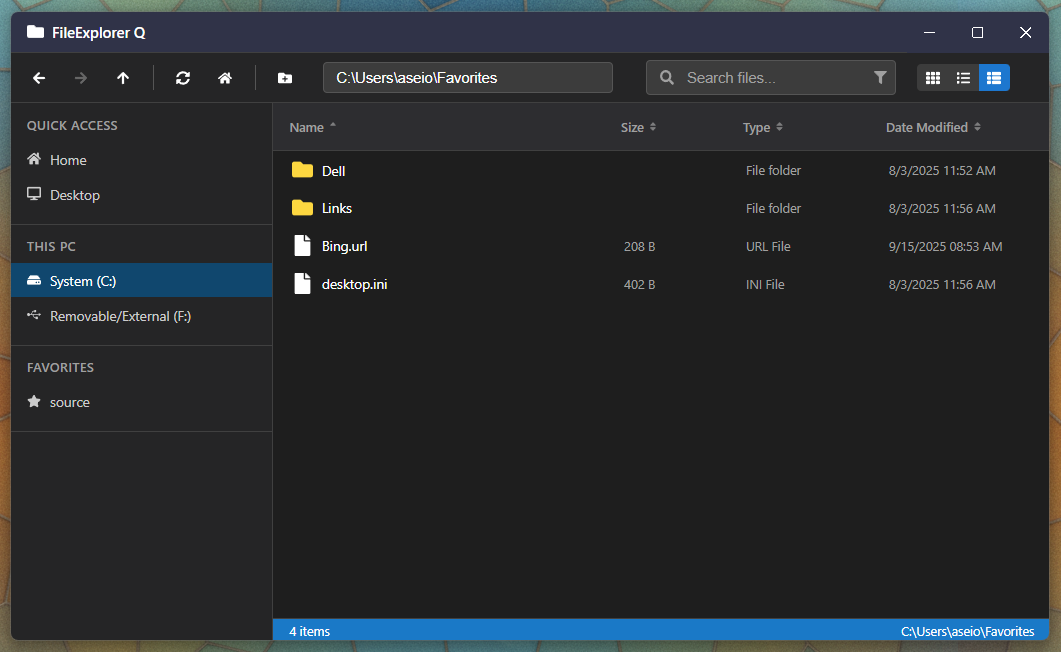 FileExplorer Q
C:\Users\aseio\Favorites
Search files...
QUICK ACCESS
Home
Desktop
THIS PC
System (C:)
Removable/External (F:)
FAVORITES
source
Name Size Type Date Modified
Dell File folder 8/3/2025 11:52 AM
Links File folder 8/3/2025 11:56 AM
Bing.url 208 B URL File 9/15/2025 08:53 AM
desktop.ini 402 B INI File 8/3/2025 11:56 AM
4 items C:\Users\aseio\Favorites